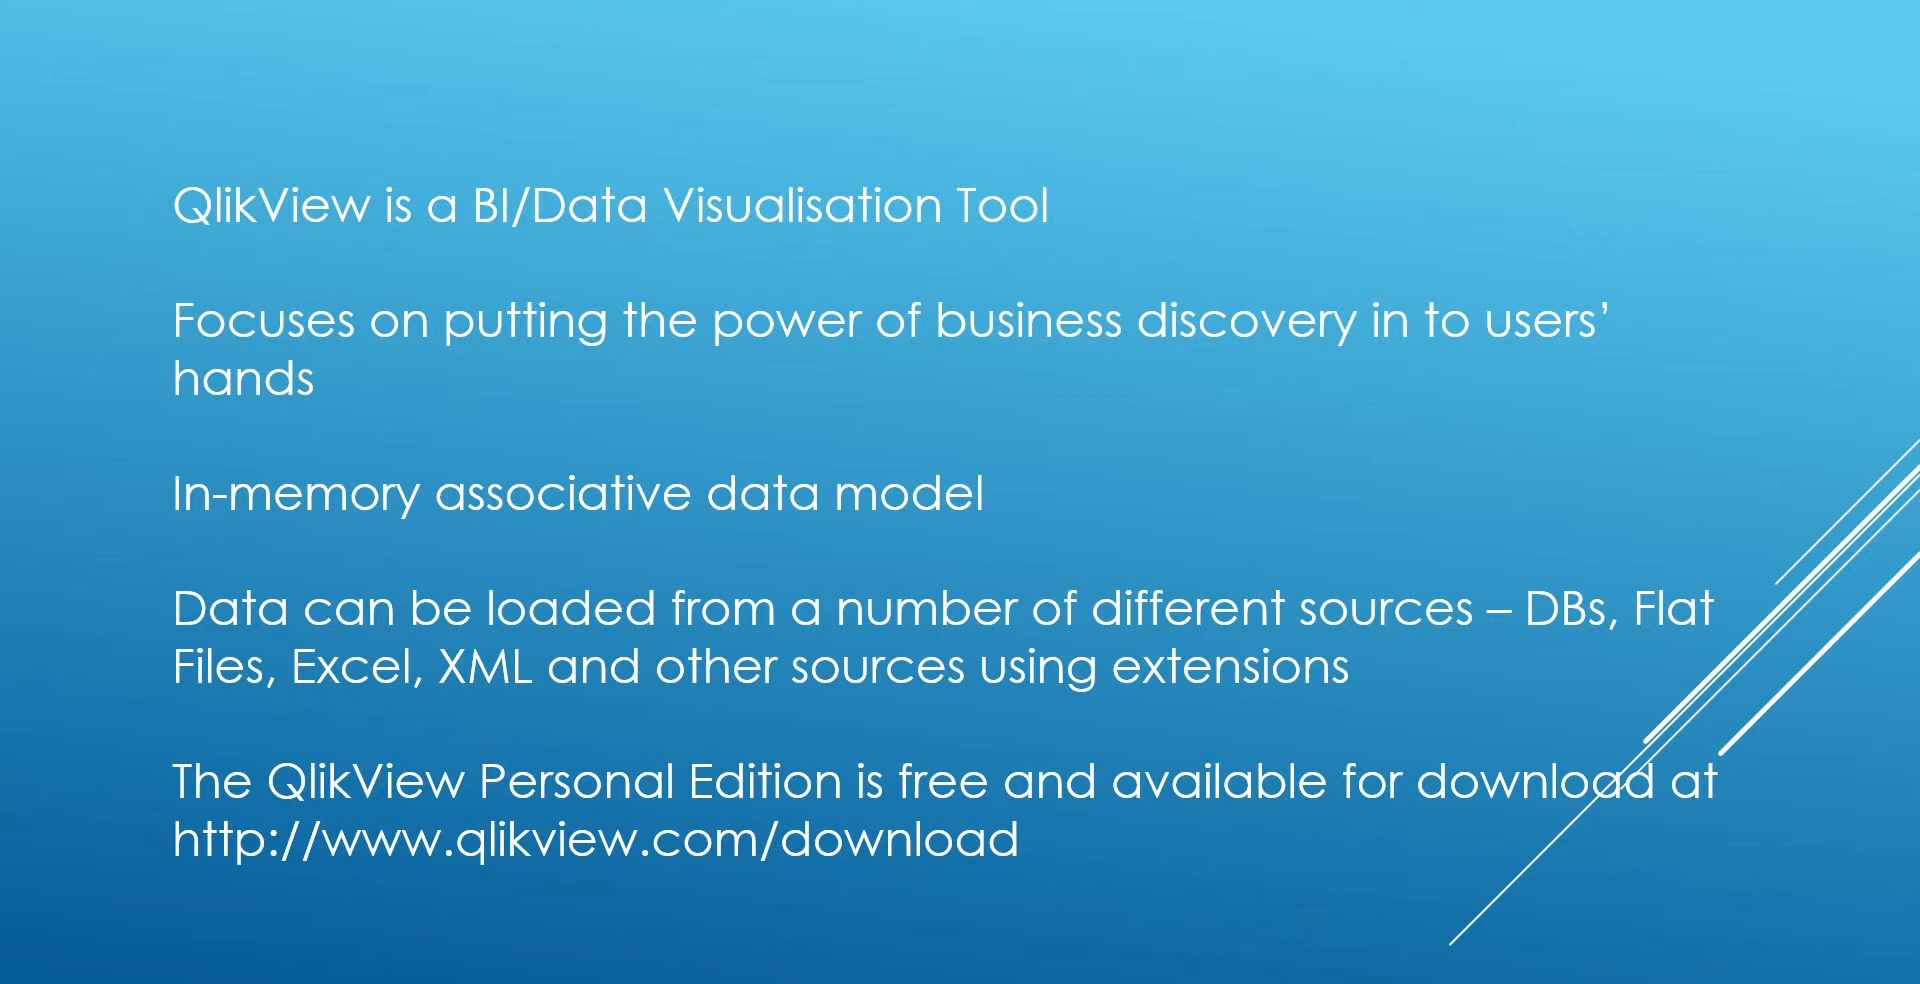 QlikView is a BI/Data Visualisation Tool
Focuses on putting the power of business discovery in to users’
hands
In-memory associative data model
Data can be loaded from a number of different sources – DBs, Flat
Files, Excel, XML and other sources using extensions
The QlikView Personal Edition is free and available for download at
http://www.qlikview.com/download